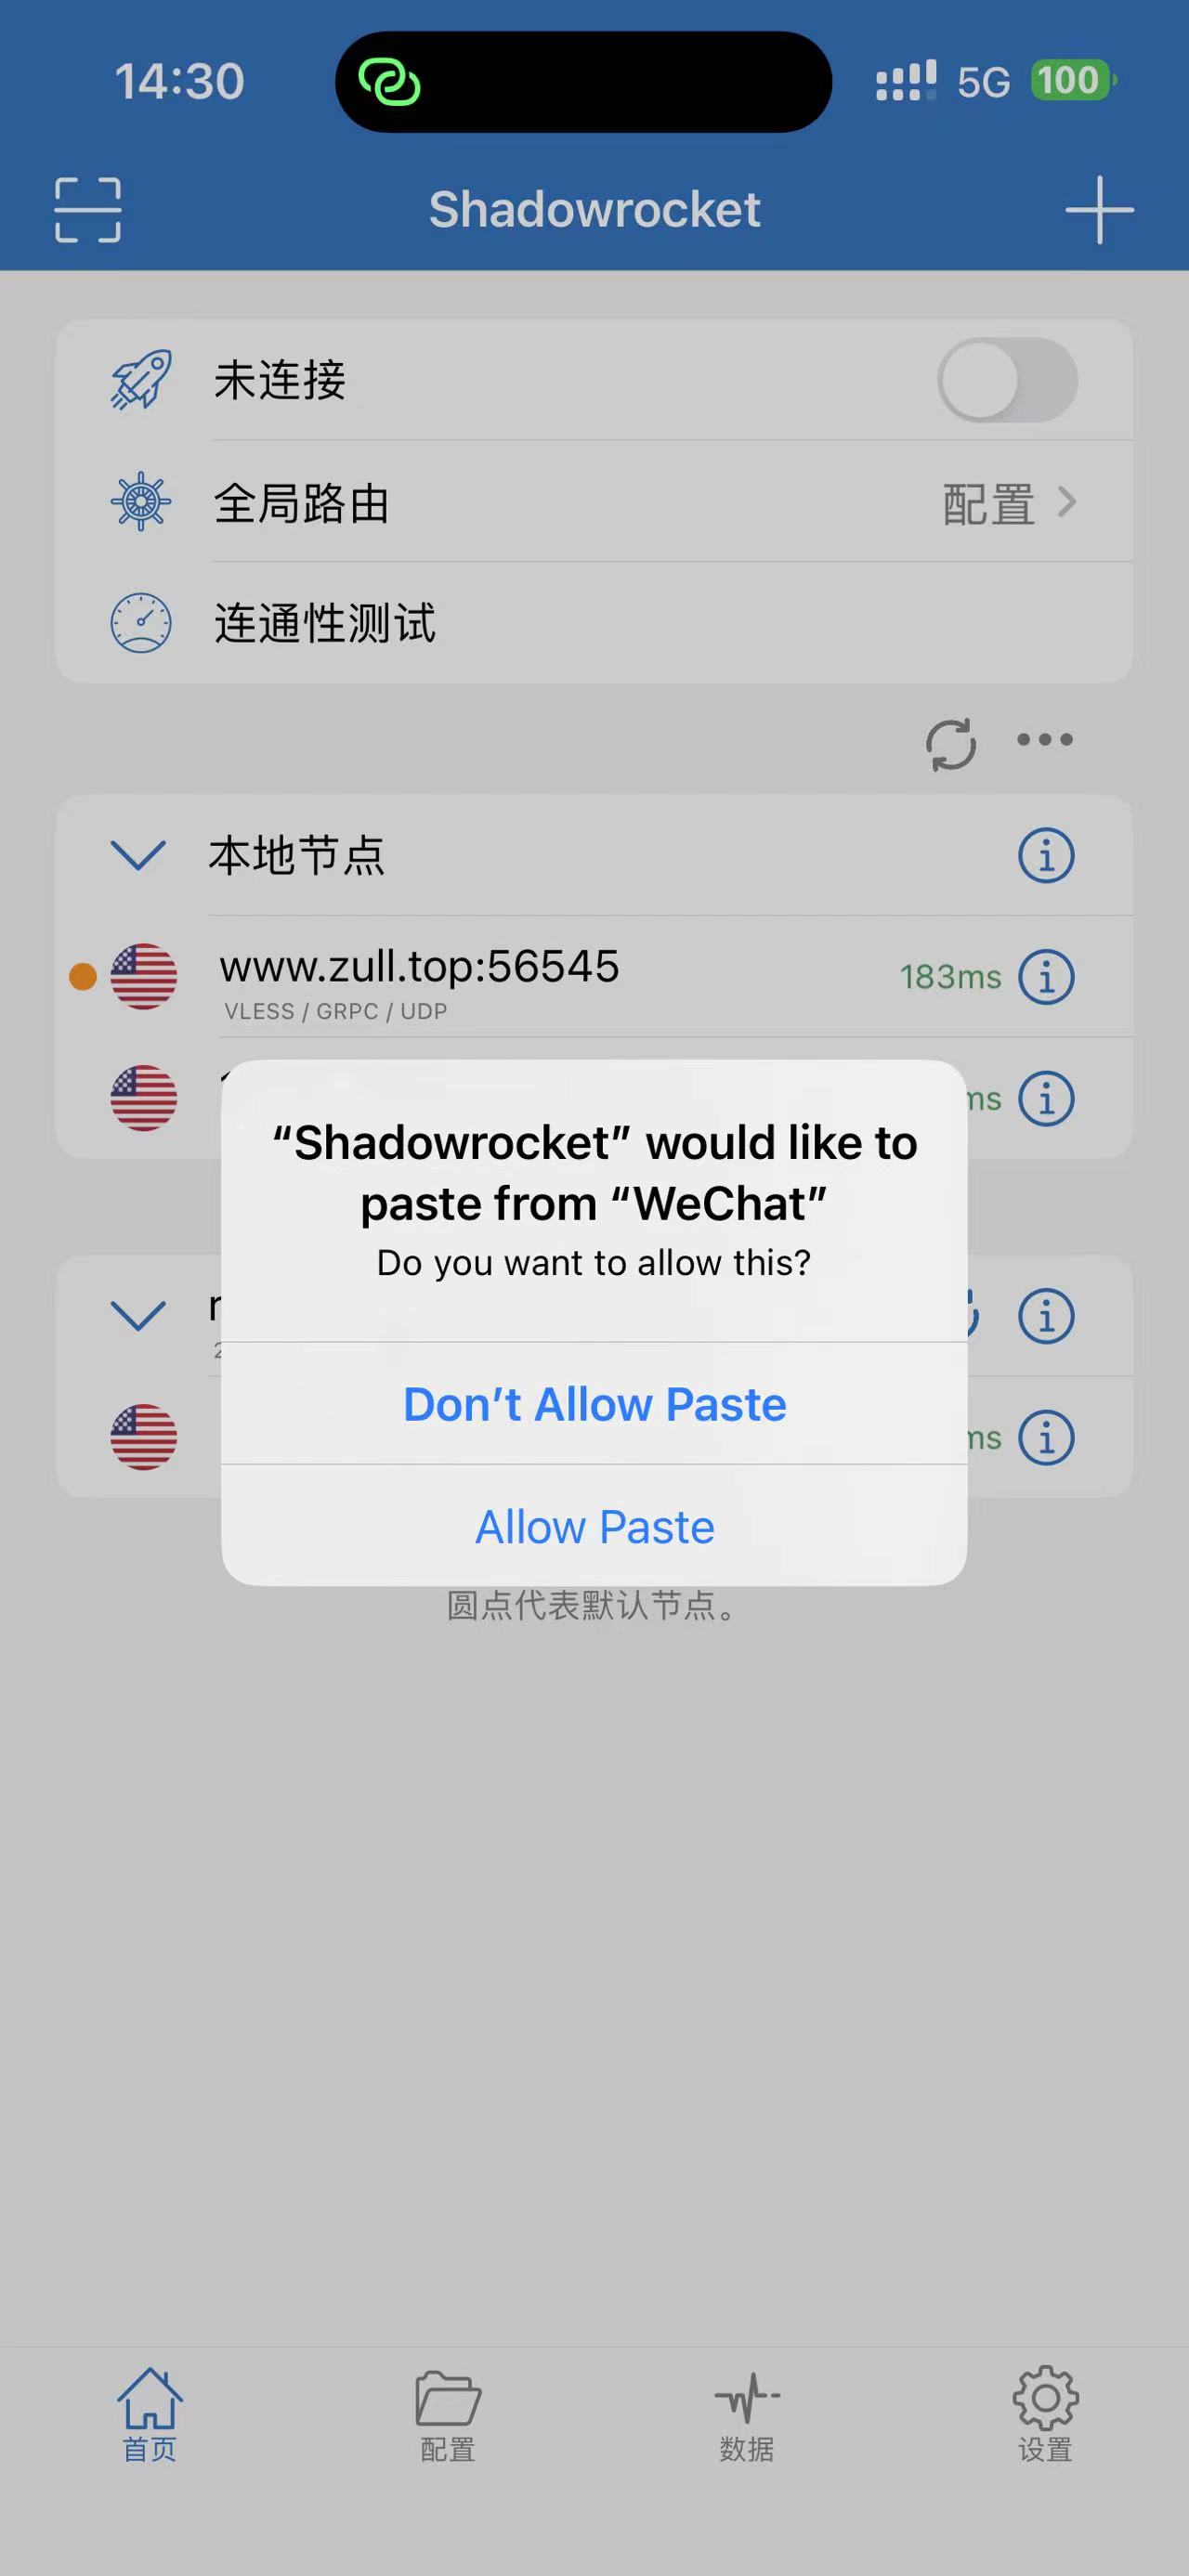 14:30
5G 100
Shadowrocket
未连接
全局路由 配置
连通性测试
本地节点
www.zull.top:56545 183ms
VLESS / GRPC / UDP
ms
“Shadowrocket” would like to
paste from “WeChat”
Do you want to allow this?
Don’t Allow Paste
ms
Allow Paste
圆点代表默认节点。
首页 配置 数据 设置